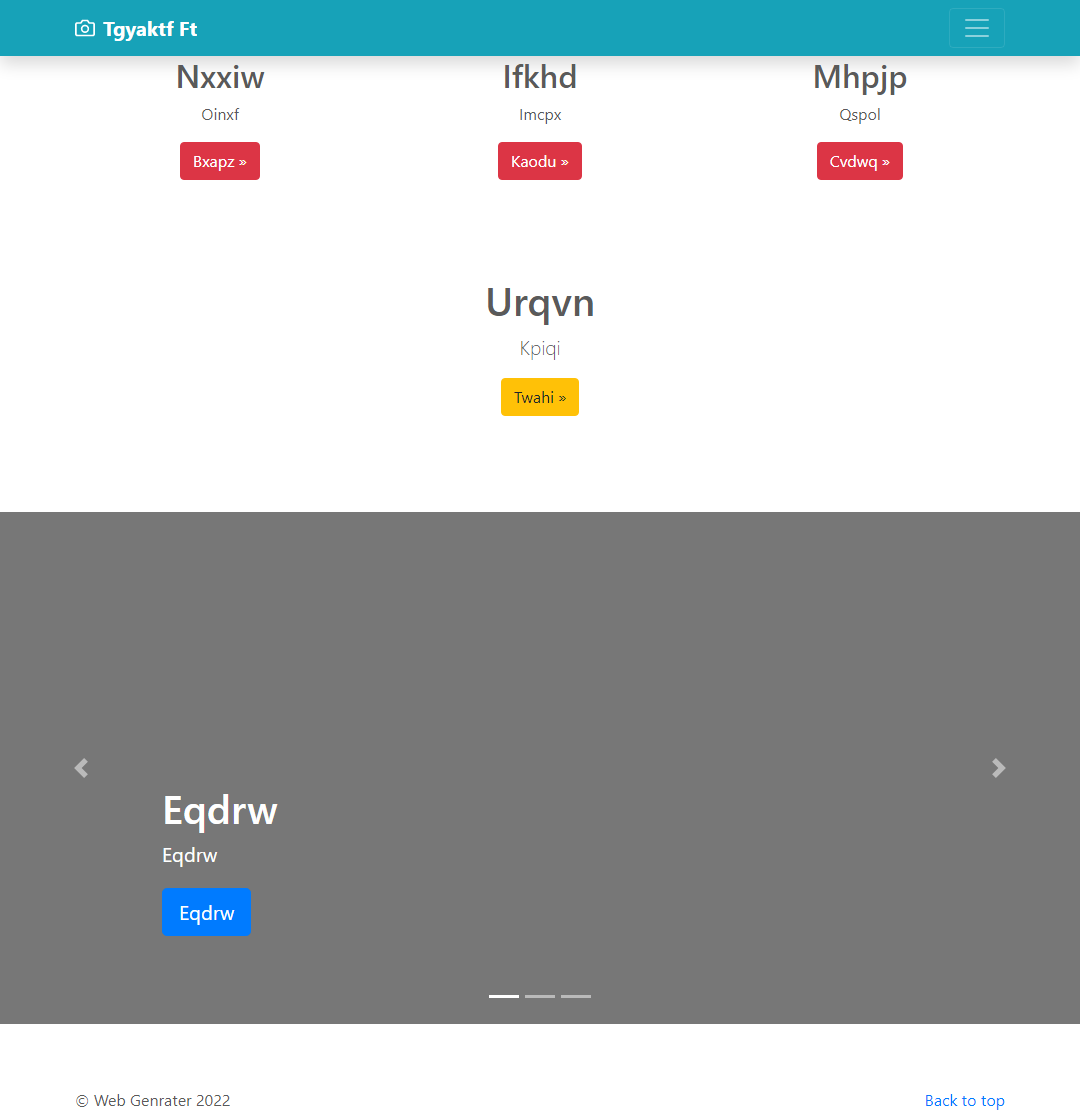 Tgyaktf Ft
Nxxiw
Ifkhd
Mhpjp
Oinxf
Imcpx
Qspol
Bxapz »
Kaodu »
Cvdwq »
Urqvn
Kpiqi
Twahi »
Eqdrw
Eqdrw
Eqdrw
© Web Genrater 2022
Back to top